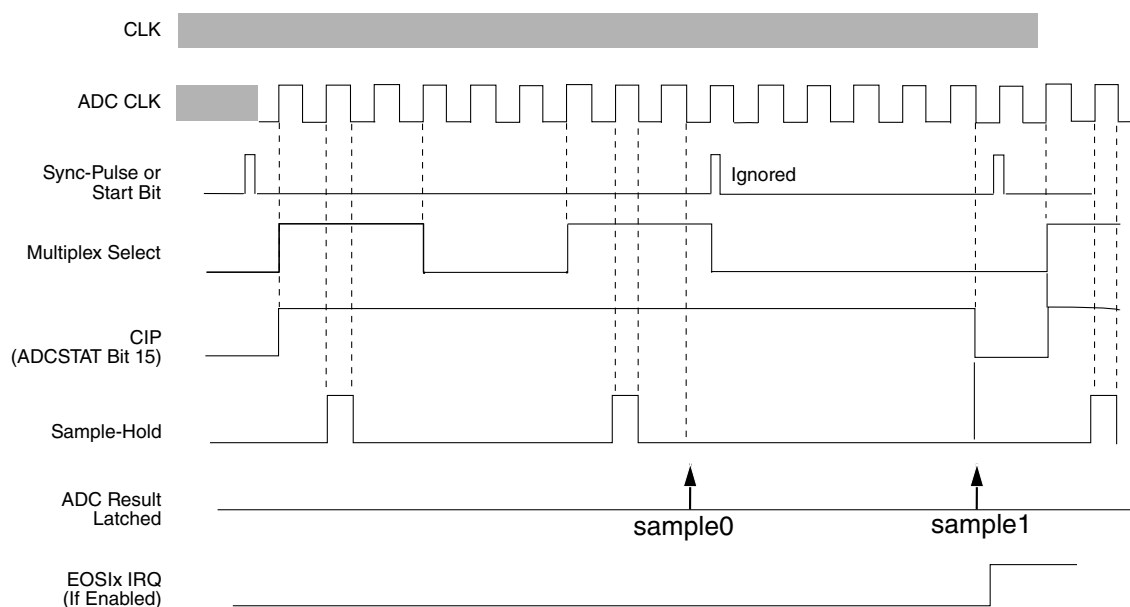 CLK
ADC CLK
Sync-Pulse or
Start Bit
Ignored
Multiplex Select
CIP
(ADCSTAT Bit 15)
Sample-Hold
ADC Result
Latched
sample0
sample1
EOSIx IRQ
(If Enabled)